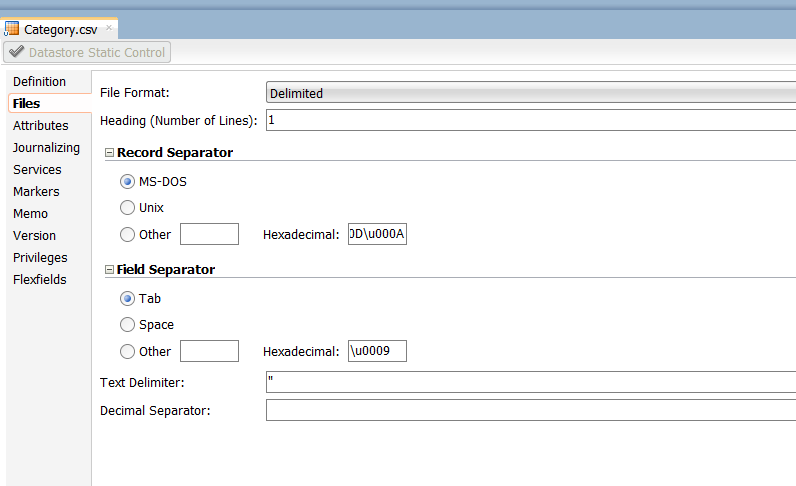 Category.csv
Datastore Static Control
Definition
Files
Attributes
Journalizing
Services
Markers
Memo
Version
Privileges
Flexfields
File Format: Delimited
Heading (Number of Lines): 1
Record Separator
MS-DOS
Unix
Other Hexadecimal: 0D\u000A
Field Separator
Tab
Space
Other Hexadecimal: \u0009
Text Delimiter: "
Decimal Separator: